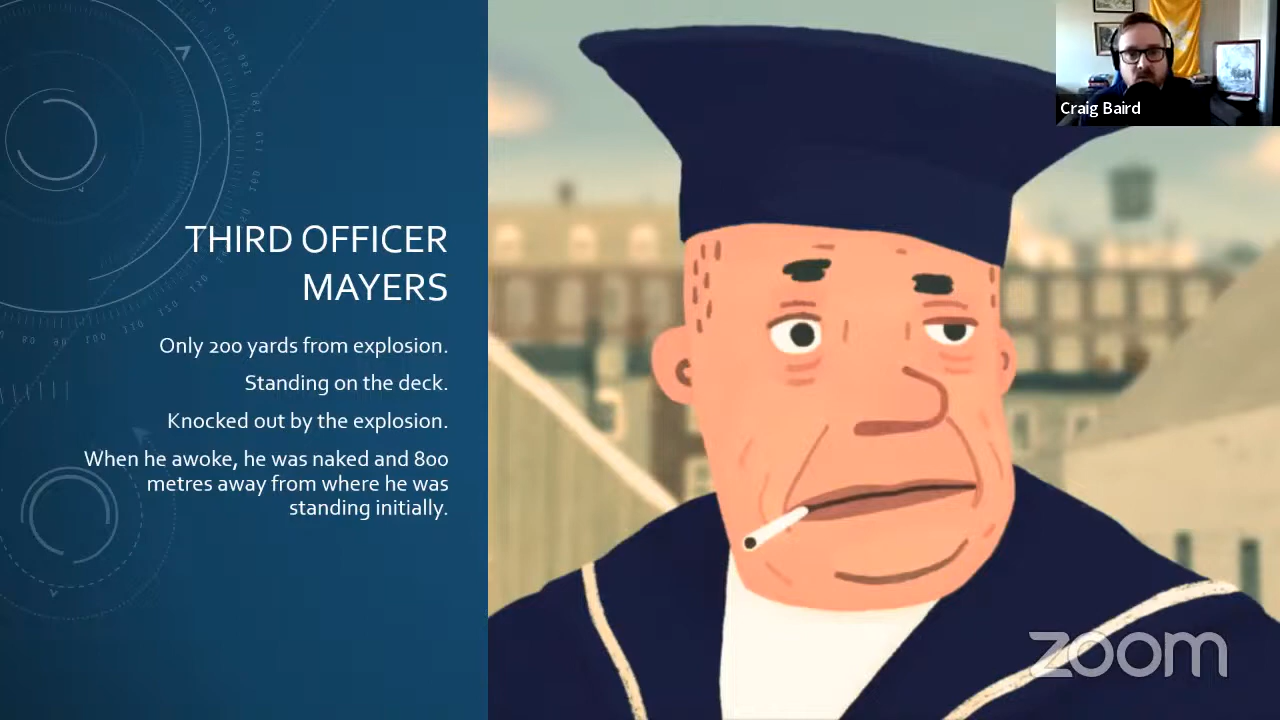 THIRD OFFICER
MAYERS
Only 200 yards from explosion.
Standing on the deck.
Knocked out by the explosion.
When he awoke, he was naked and 800
metres away from where he was
standing initially.
Craig Baird
zoom